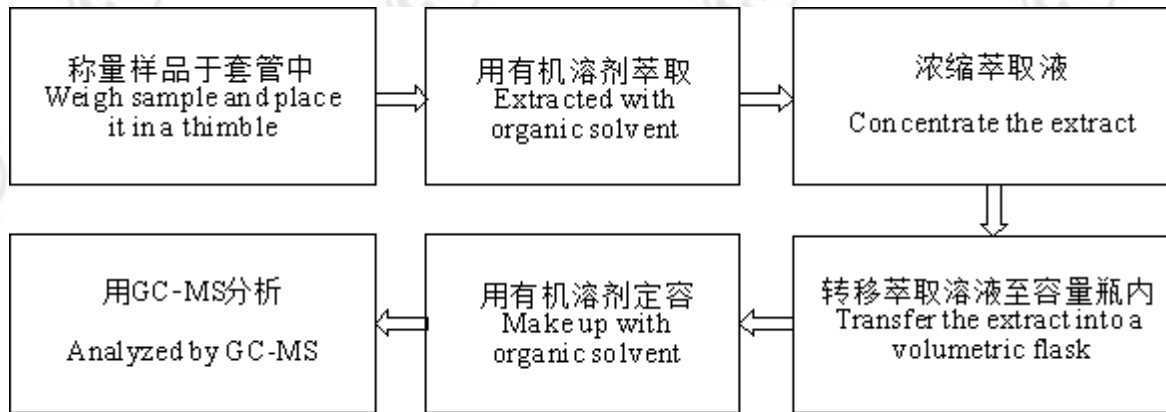 称量样品于套管中
Weigh sample and place
it in a thimble
用有机溶剂萃取
Extracted with
organic solvent
浓缩萃取液
Concentrate the extract
转移萃取溶液至容量瓶内
Transfer the extract into a
volumetric flask
用有机溶剂定容
Make up with
organic solvent
用GC-MS分析
Analyzed by GC-MS